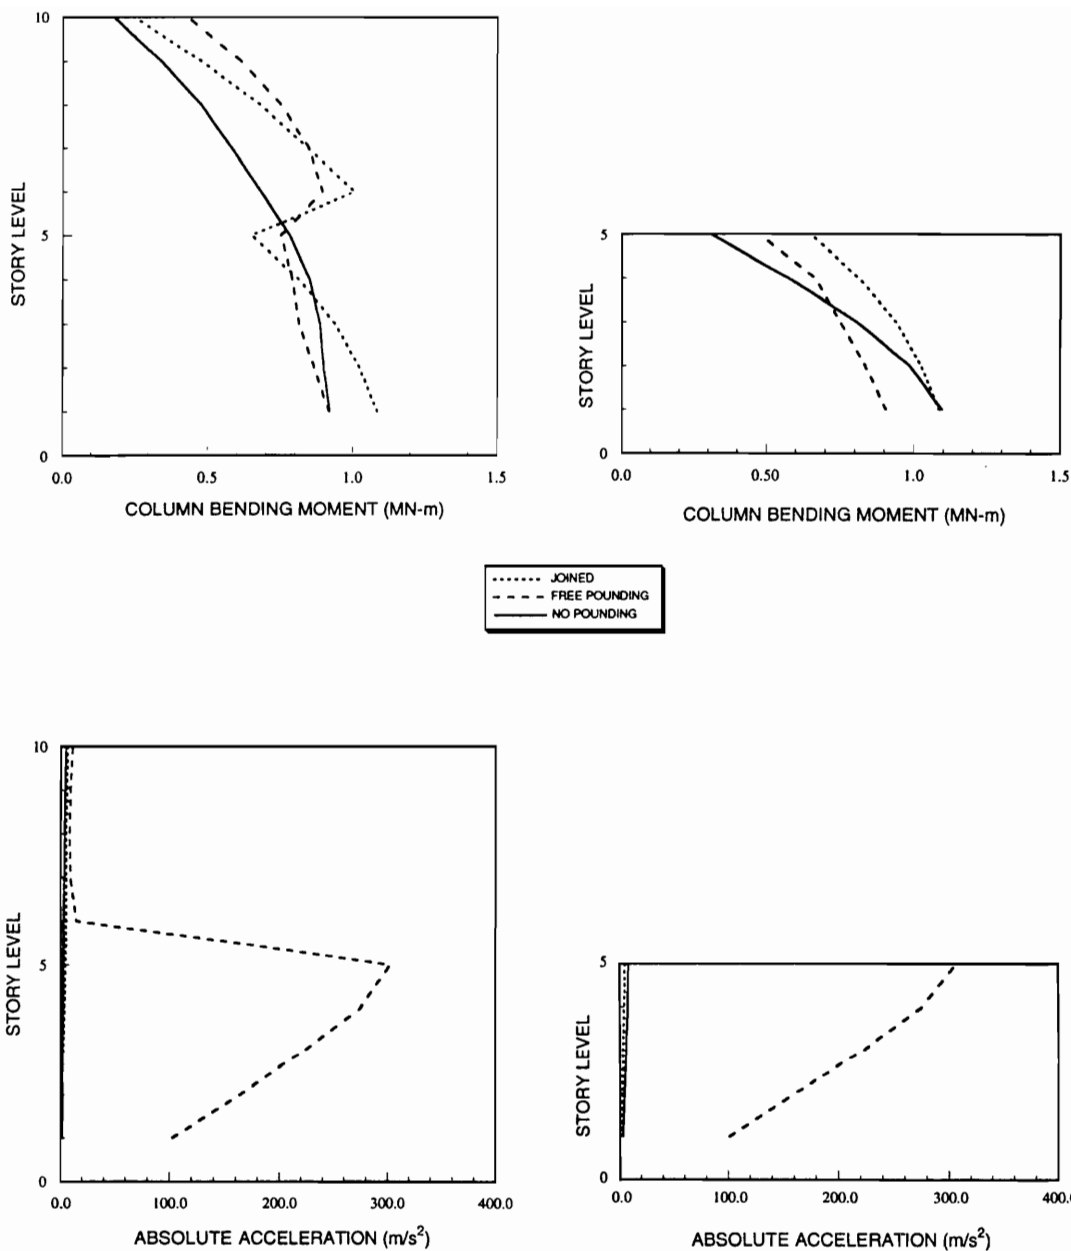 10
5
0
STORY LEVEL
0.0 0.5 1.0 1.5
COLUMN BENDING MOMENT (MN-m)
5
0
STORY LEVEL
0.0 0.50 1.0 1.5
COLUMN BENDING MOMENT (MN-m)
JOINED
FREE POUNDING
NO POUNDING
10
5
0
STORY LEVEL
0.0 100.0 200.0 300.0 400.0
ABSOLUTE ACCELERATION (m/s²)
5
0
STORY LEVEL
0.0 100.0 200.0 300.0 400.0
ABSOLUTE ACCELERATION (m/s²)